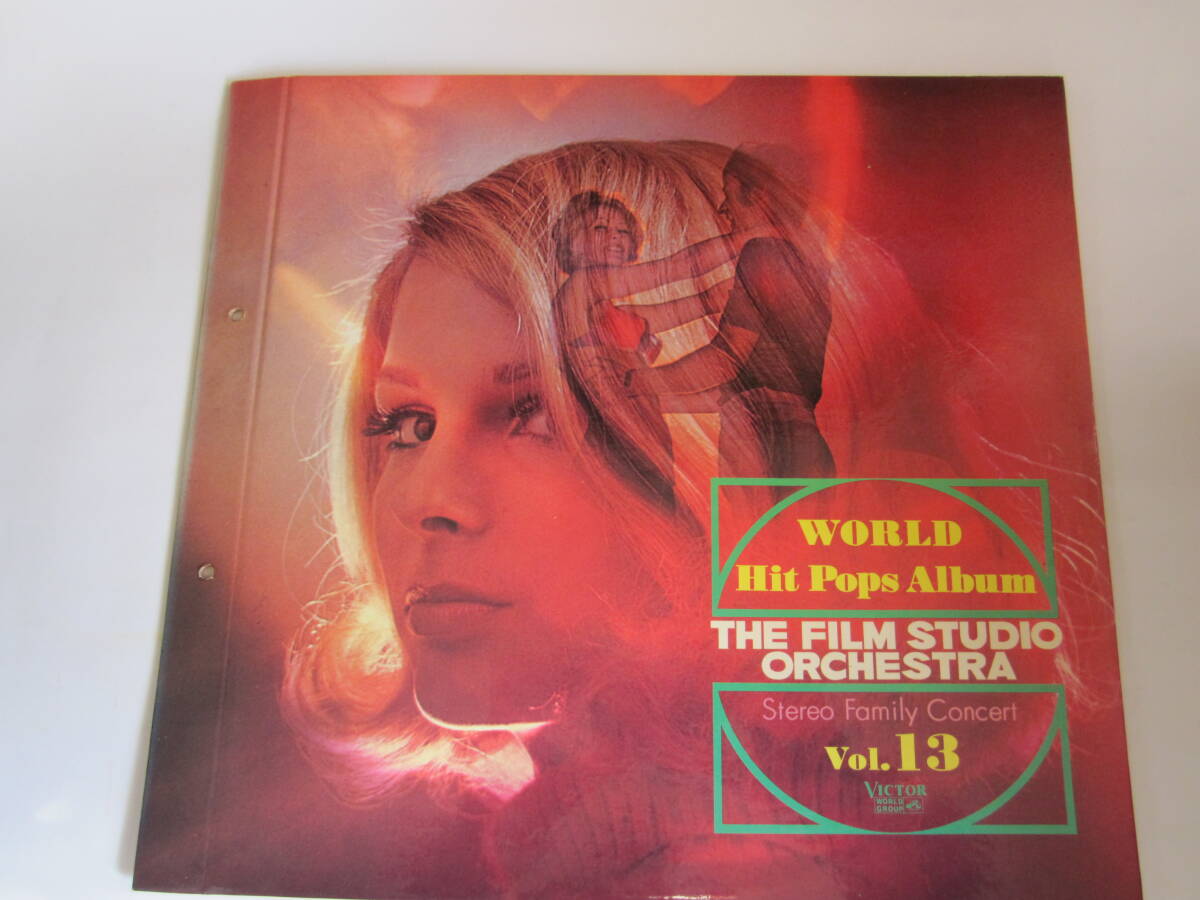 WORLD
Hit Pops Album
THE FILM STUDIO
ORCHESTRA
Stereo Family Concert
Vol. 13
VICTOR
WORLD
GROUP